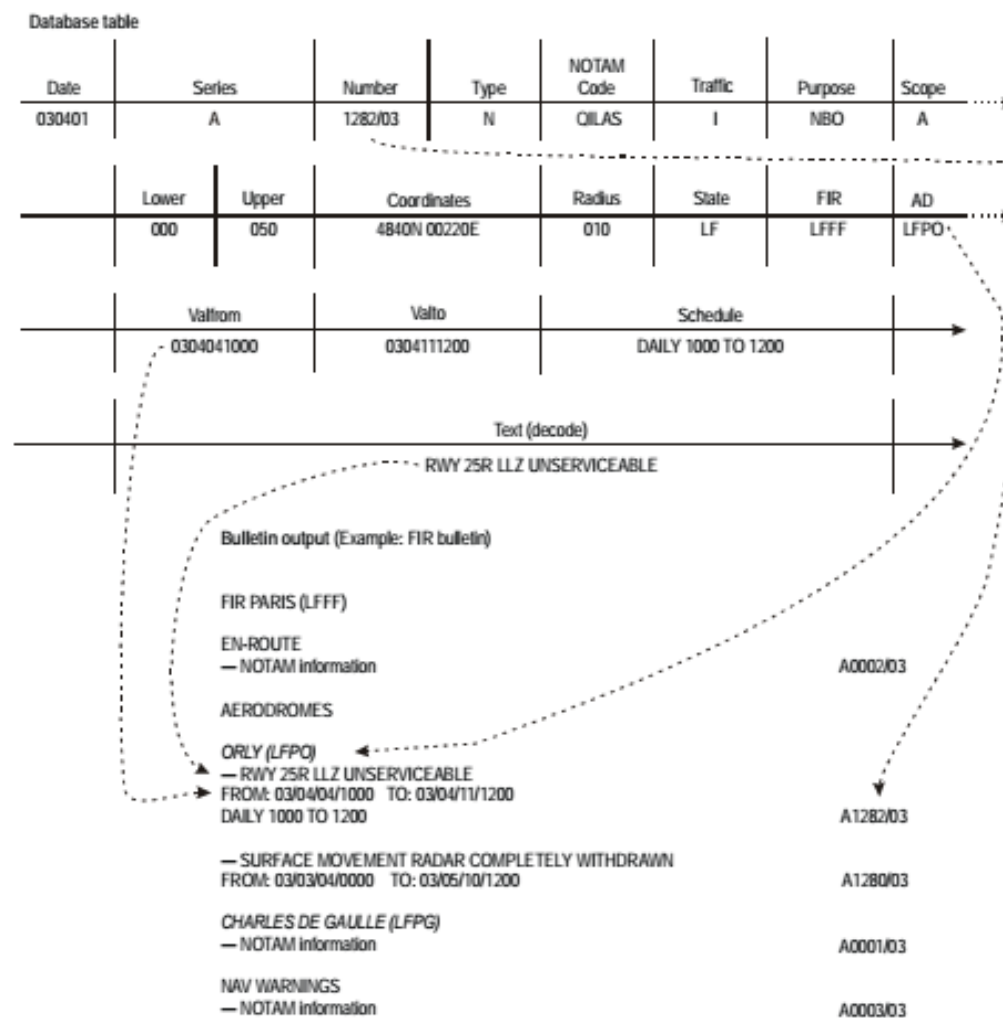 Database table
Date Series Number Type NOTAM Code Traffic Purpose Scope
030401 A 1282/03 N QILAS I NBO A
Lower Upper Coordinates Radius State FIR AD
000 050 4840N 00220E 010 LF LFFF LFPO
Valfrom Valto Schedule
0304041000 0304111200 DAILY 1000 TO 1200
Text (decode)
RWY 25R LLZ UNSERVICEABLE
Bulletin output (Example: FIR bulletin)
FIR PARIS (LFFF)
EN-ROUTE
— NOTAM information A0002/03
AERODROMES
ORLY (LFPO)
— RWY 25R LLZ UNSERVICEABLE
FROM: 03/04/04/1000 TO: 03/04/11/1200
DAILY 1000 TO 1200 A1282/03
— SURFACE MOVEMENT RADAR COMPLETELY WITHDRAWN
FROM: 03/03/04/0000 TO: 03/05/10/1200 A1280/03
CHARLES DE GAULLE (LFPG)
— NOTAM information A0001/03
NAV WARNINGS
— NOTAM information A0003/03